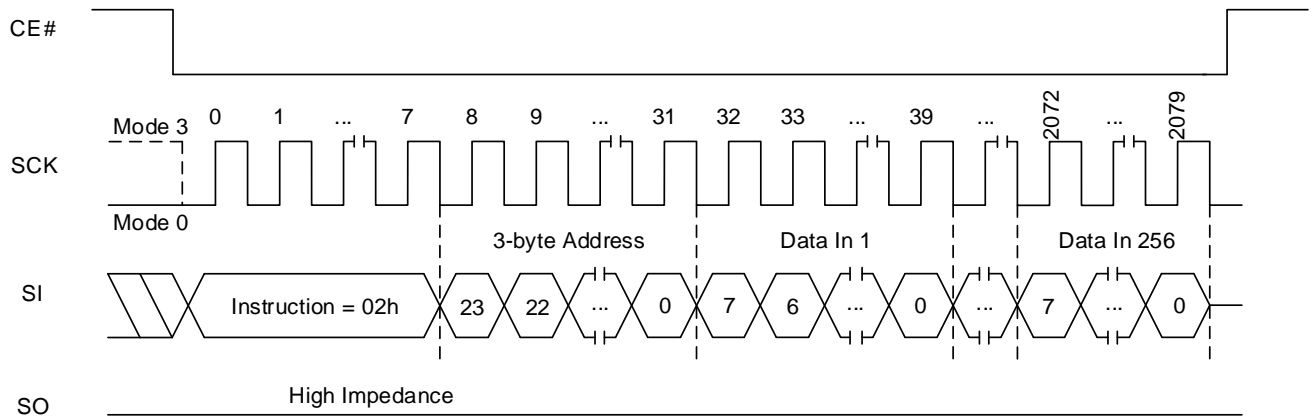 CE#
0 1 ... 7 8 9 ... 31 32 33 ... 39 ... 2072 ... 2079
Mode 3
SCK
Mode 0
3-byte Address Data In 1 Data In 256
SI Instruction = 02h 23 22 ... 0 7 6 ... 0 ... 7 ... 0
High Impedance
SO